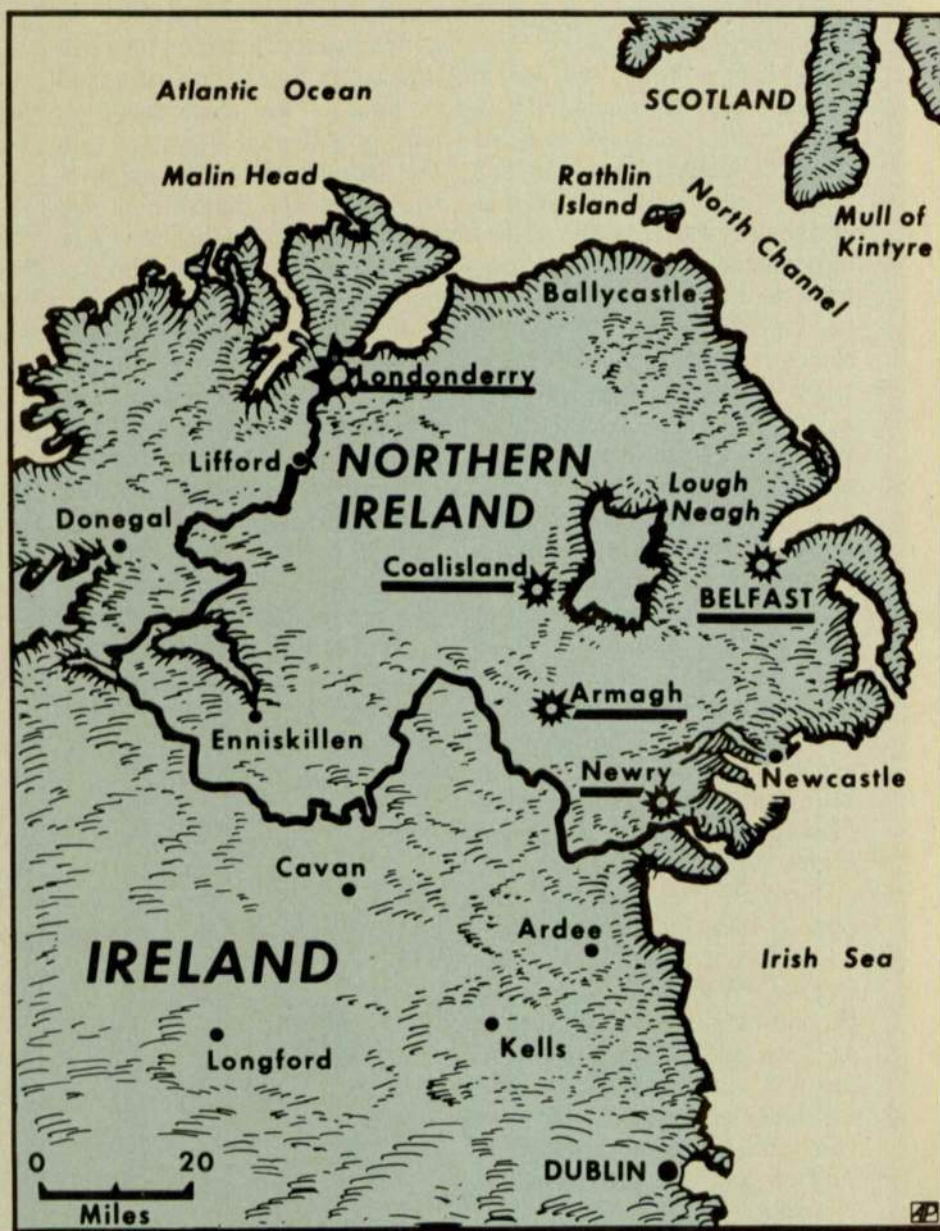 Atlantic Ocean
SCOTLAND
Malin Head
Rathlin
Island
North Channel
Mull of
Kintyre
Ballycastle
Londonderry
Lifford
NORTHERN
IRELAND
Lough
Neagh
Donegal
Coalisland
BELFAST
Armagh
Enniskillen
Newry
Newcastle
Cavan
Ardee
IRELAND
Irish Sea
Longford
Kells
0 20
Miles
DUBLIN
AP